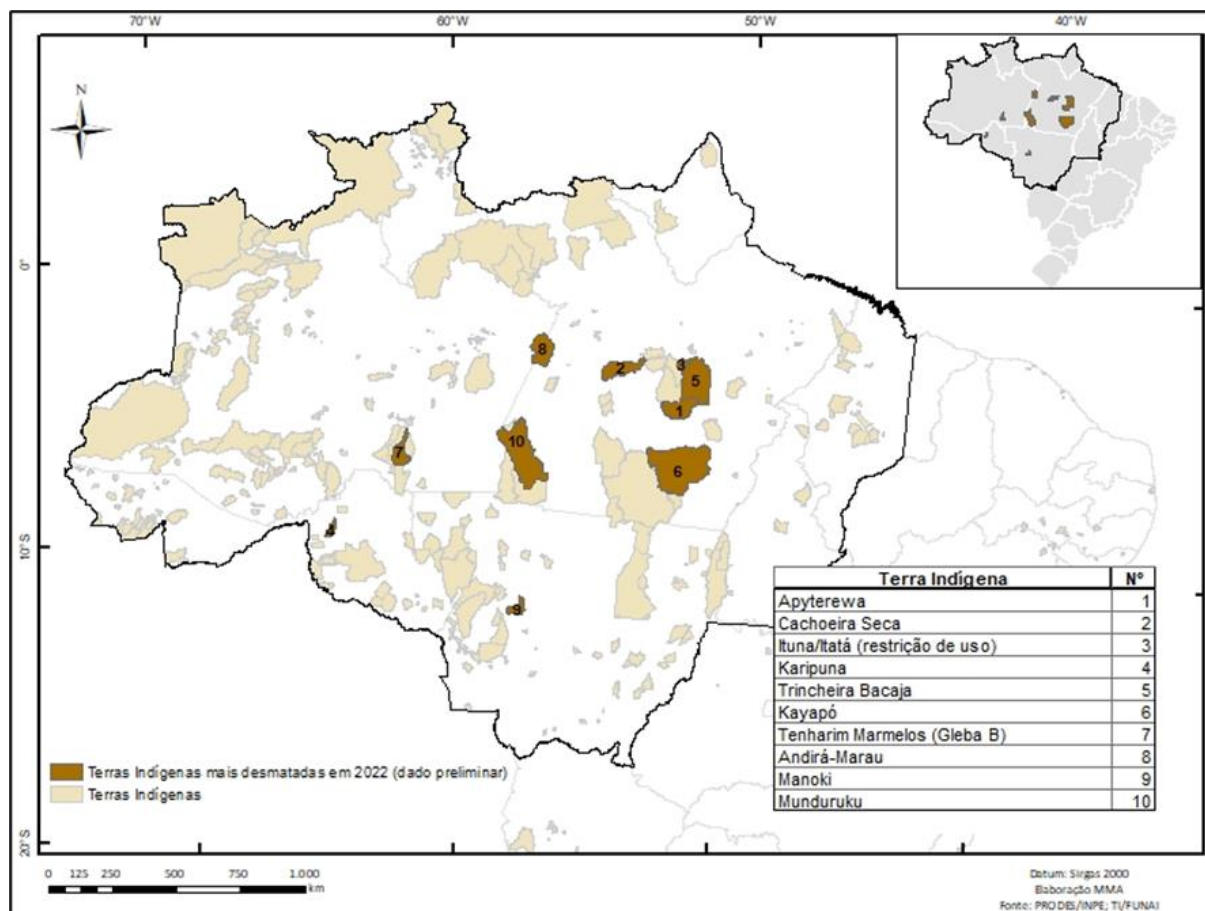 70°W 60°W 50°W 40°W
N
0°
10°S
20°S
8
2
3
5
1
10
7
6
4
9
Terra Indígena Nº
Apyterewa 1
Cachoeira Seca 2
Ituna/Itatá (restrição de uso) 3
Karipuna 4
Trincheira Bacaja 5
Kayapó 6
Tenharim Marmelos (Gleba B) 7
Andirá-Marau 8
Manoki 9
Munduruku 10
Terras Indígenas mais desmatadas em 2022 (dado preliminar)
Terras Indígenas
0 125 250 500 750 1.000
km
Datum: Sirgas 2000
Elaboração MMA
Fonte: PRODES/INPE; TI/FUNAI